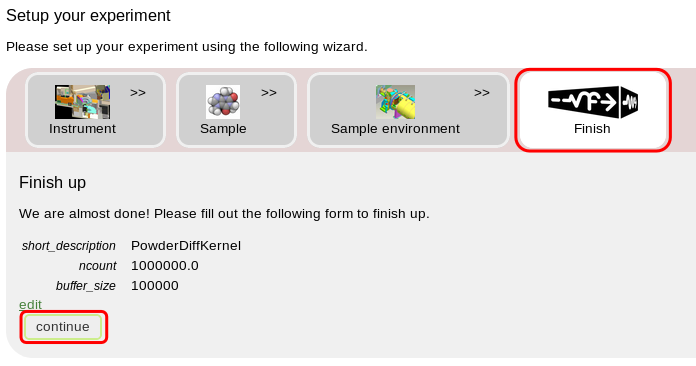 Setup your experiment
Please set up your experiment using the following wizard.
>> >> >>
Instrument Sample Sample environment Finish
Finish up
We are almost done! Please fill out the following form to finish up.
short_description PowderDiffKernel
ncount 1000000.0
buffer_size 100000
edit
continue